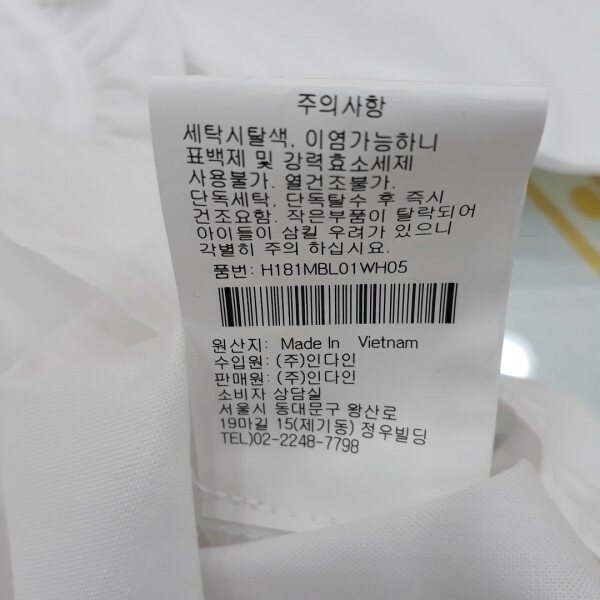 주의사항
세탁시탈색, 이염가능하니
표백제 및 강력효소세제
사용불가. 열건조불가.
단독세탁, 단독탈수 후 즉시
건조요함. 작은부품이 탈락되어
아이들이 삼킬 우려가 있으니
각별히 주의 하십시요.
품번: H181MBL01WH05
원산지: Made In Vietnam
수입원: (주)인다인
판매원: (주)인다인
소비자 상담실
서울시 동대문구 왕산로
19마길 15(제기동) 정우빌딩
TEL)02-2248-7798